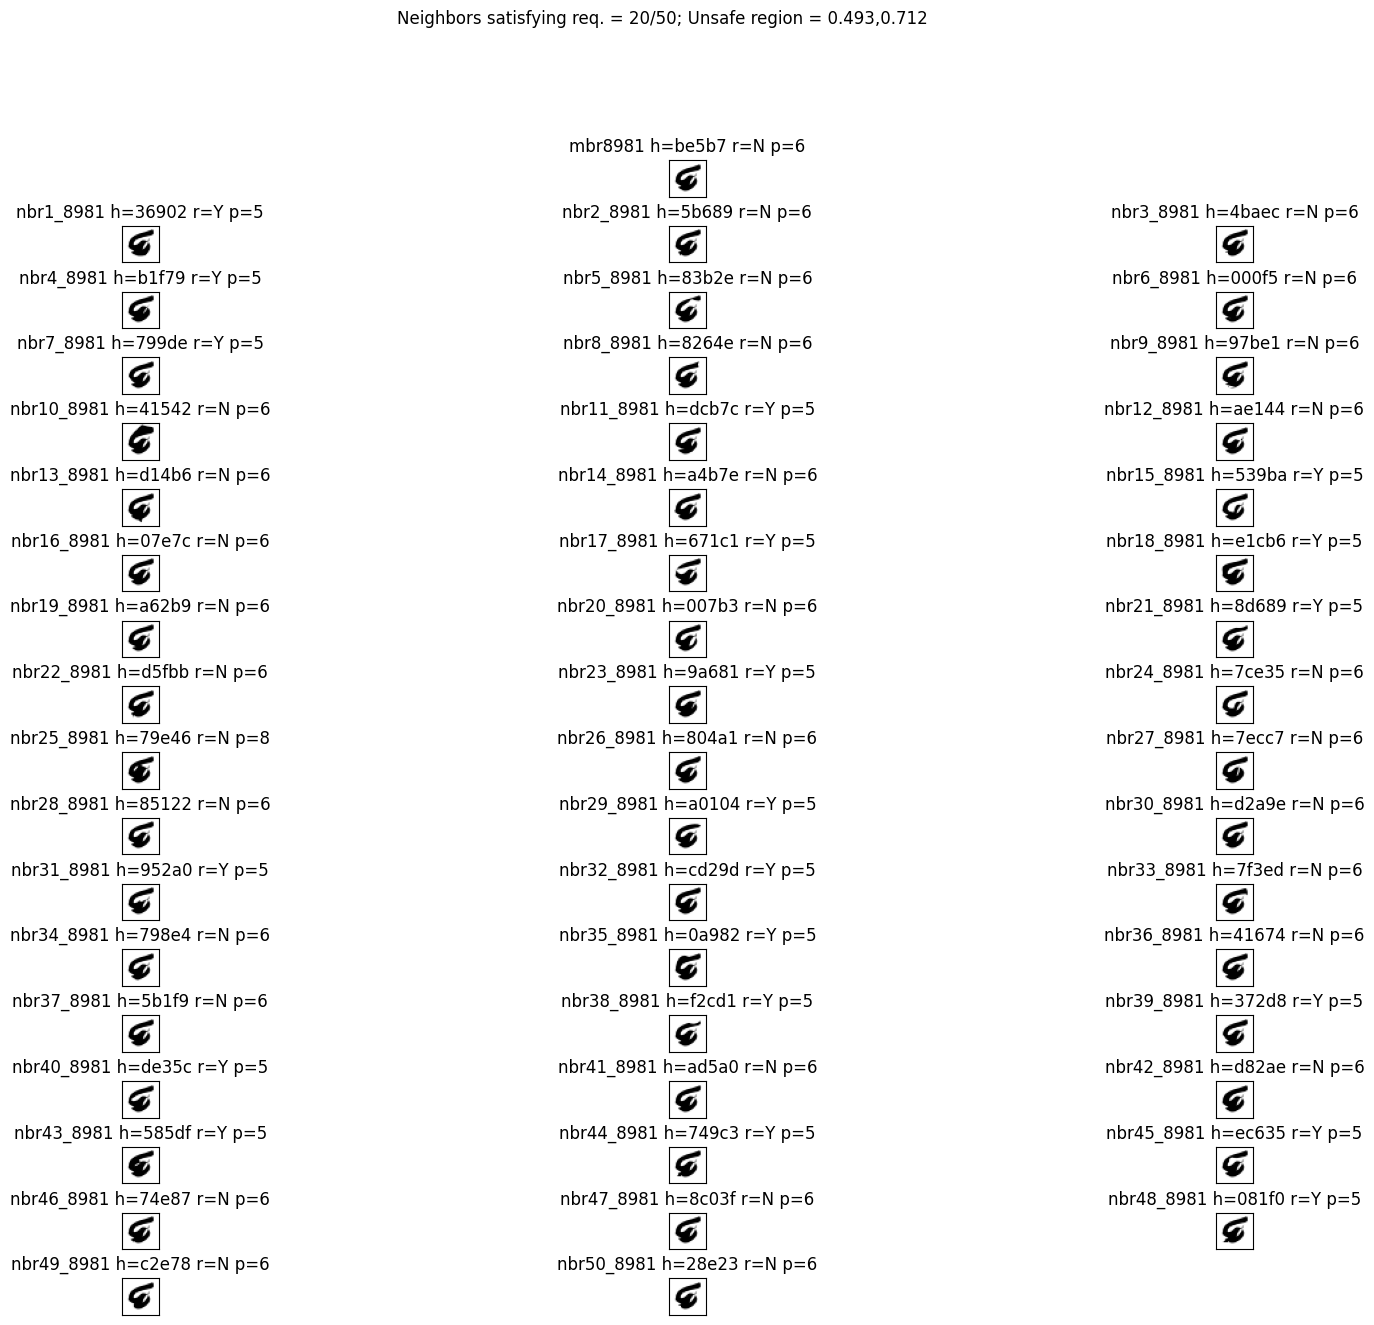 Neighbors satisfying req. = 20/50; Unsafe region = 0.493,0.712
mbr8981 h=be5b7 r=N p=6
nbr1_8981 h=36902 r=Y p=5 nbr2_8981 h=5b689 r=N p=6 nbr3_8981 h=4baec r=N p=6
nbr4_8981 h=b1f79 r=Y p=5 nbr5_8981 h=83b2e r=N p=6 nbr6_8981 h=000f5 r=N p=6
nbr7_8981 h=799de r=Y p=5 nbr8_8981 h=8264e r=N p=6 nbr9_8981 h=97be1 r=N p=6
nbr10_8981 h=41542 r=N p=6 nbr11_8981 h=dcb7c r=Y p=5 nbr12_8981 h=ae144 r=N p=6
nbr13_8981 h=d14b6 r=N p=6 nbr14_8981 h=a4b7e r=N p=6 nbr15_8981 h=539ba r=Y p=5
nbr16_8981 h=07e7c r=N p=6 nbr17_8981 h=671c1 r=Y p=5 nbr18_8981 h=e1cb6 r=Y p=5
nbr19_8981 h=a62b9 r=N p=6 nbr20_8981 h=007b3 r=N p=6 nbr21_8981 h=8d689 r=Y p=5
nbr22_8981 h=d5fbb r=N p=6 nbr23_8981 h=9a681 r=Y p=5 nbr24_8981 h=7ce35 r=N p=6
nbr25_8981 h=79e46 r=N p=8 nbr26_8981 h=804a1 r=N p=6 nbr27_8981 h=7ecc7 r=N p=6
nbr28_8981 h=85122 r=N p=6 nbr29_8981 h=a0104 r=Y p=5 nbr30_8981 h=d2a9e r=N p=6
nbr31_8981 h=952a0 r=Y p=5 nbr32_8981 h=cd29d r=Y p=5 nbr33_8981 h=7f3ed r=N p=6
nbr34_8981 h=798e4 r=N p=6 nbr35_8981 h=0a982 r=Y p=5 nbr36_8981 h=41674 r=N p=6
nbr37_8981 h=5b1f9 r=N p=6 nbr38_8981 h=f2cd1 r=Y p=5 nbr39_8981 h=372d8 r=Y p=5
nbr40_8981 h=de35c r=Y p=5 nbr41_8981 h=ad5a0 r=N p=6 nbr42_8981 h=d82ae r=N p=6
nbr43_8981 h=585df r=Y p=5 nbr44_8981 h=749c3 r=Y p=5 nbr45_8981 h=ec635 r=Y p=5
nbr46_8981 h=74e87 r=N p=6 nbr47_8981 h=8c03f r=N p=6 nbr48_8981 h=081f0 r=Y p=5
nbr49_8981 h=c2e78 r=N p=6 nbr50_8981 h=28e23 r=N p=6